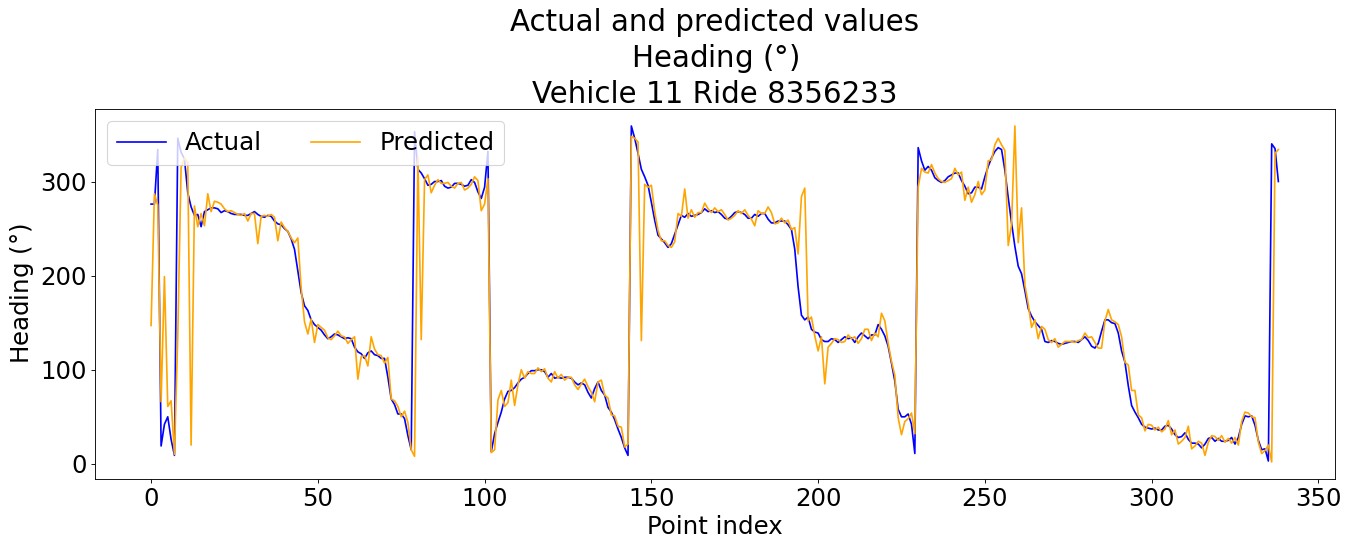 Actual and predicted values
Heading (°)
Vehicle 11 Ride 8356233
Actual
Predicted
Heading (°)
300
200
100
0
0
50
100
150
200
250
300
350
Point index